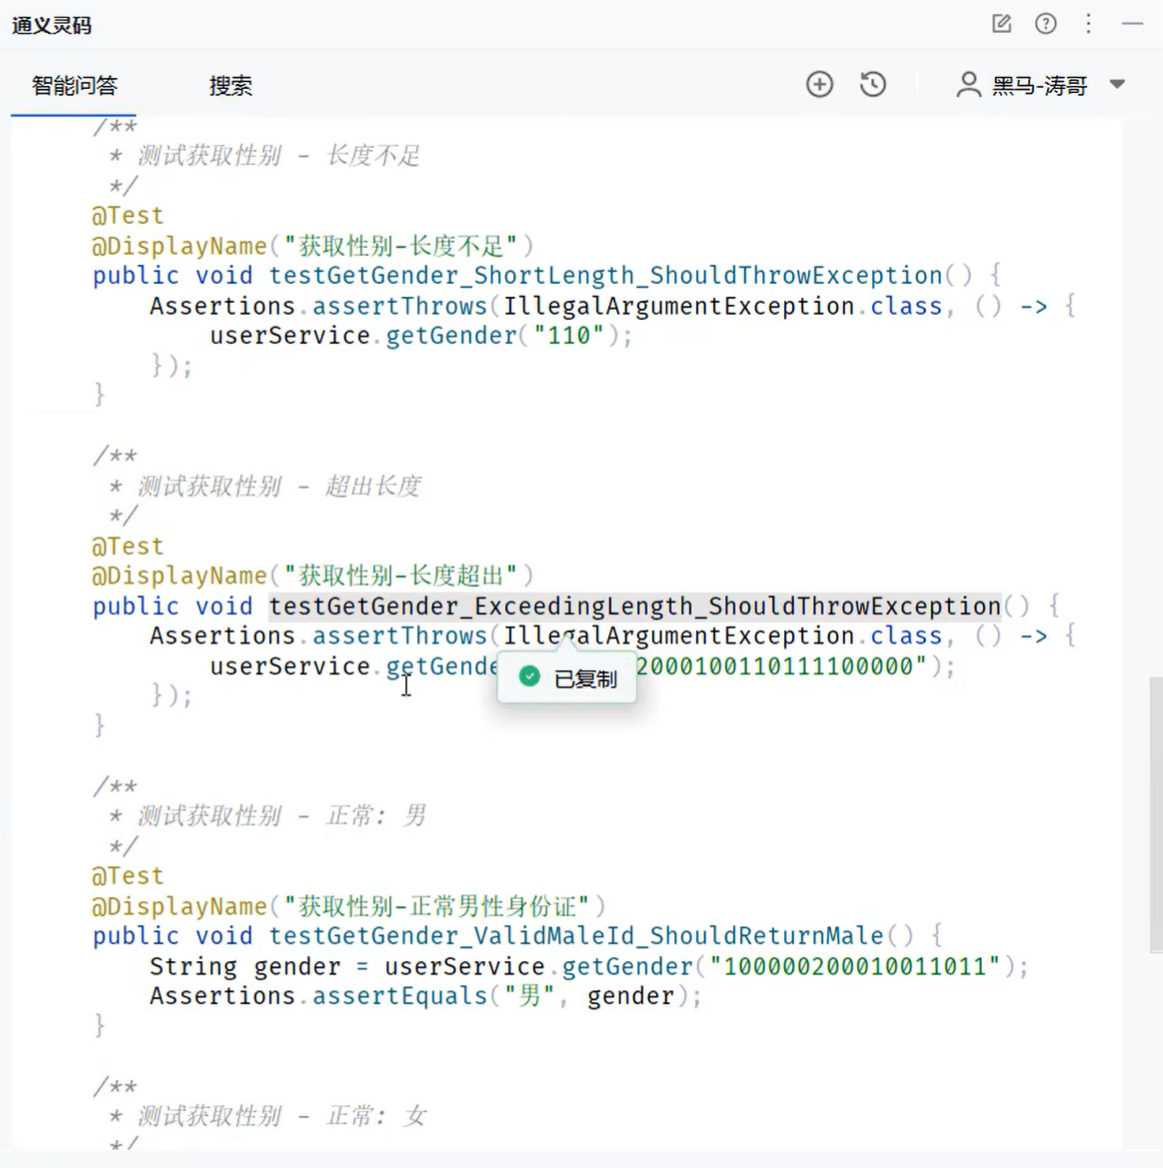 通义灵码
智能问答 搜索 黑马-涛哥
/**
* 测试获取性别 - 长度不足
*/
@Test
@DisplayName("获取性别-长度不足")
public void testGetGender_ShortLength_ShouldThrowException() {
Assertions.assertThrows(IllegalArgumentException.class, () -> {
userService.getGender("110");
});
}
/**
* 测试获取性别 - 超出长度
*/
@Test
@DisplayName("获取性别-长度超出")
public void testGetGender_ExceedingLength_ShouldThrowException() {
Assertions.assertThrows(IllegalArgumentException.class, () -> {
userService.getGende 2000100110111100000");
已复制
});
}
/**
* 测试获取性别 - 正常: 男
*/
@Test
@DisplayName("获取性别-正常男性身份证")
public void testGetGender_ValidMaleId_ShouldReturnMale() {
String gender = userService.getGender("100000200010011011");
Assertions.assertEquals("男", gender);
}
/**
* 测试获取性别 - 正常: 女
*/